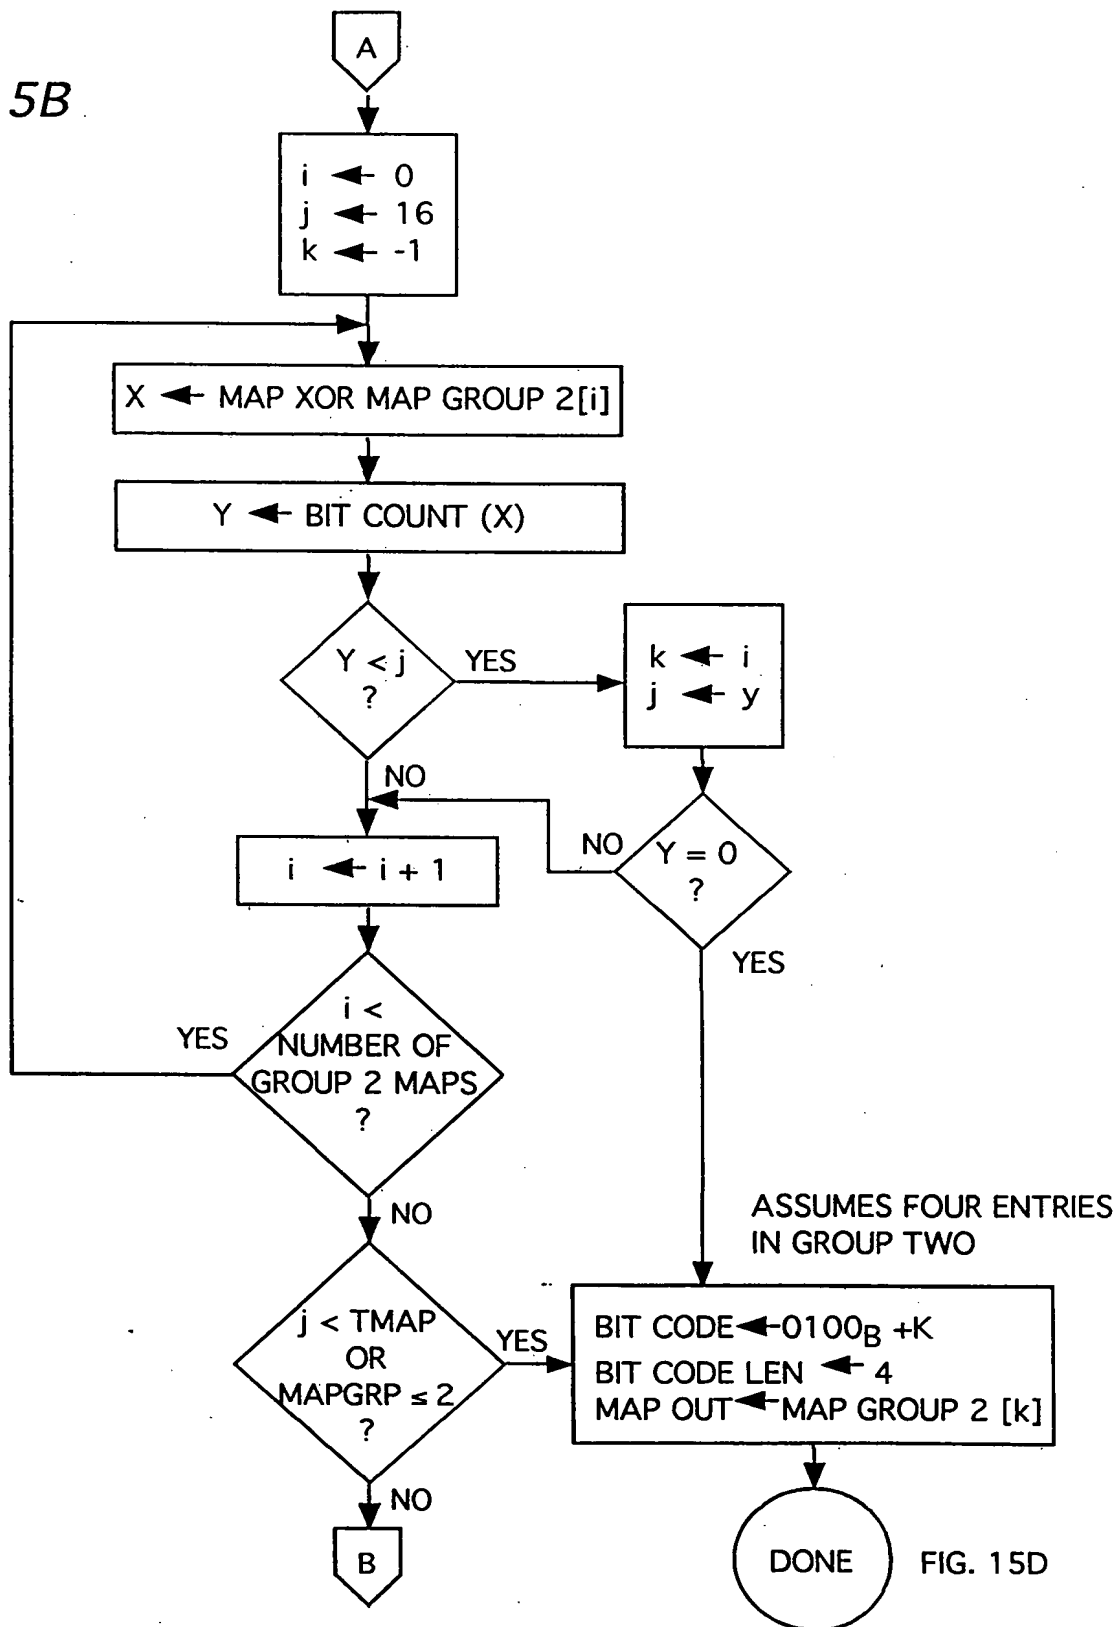 A
5B
i ← 0
j ← 16
k ← -1
X ← MAP XOR MAP GROUP 2[i]
Y ← BIT COUNT (X)
Y < j
?
YES
k ← i
j ← y
NO
i ← i + 1
NO
Y = 0
?
YES
YES
i <
NUMBER OF
GROUP 2 MAPS
?
NO
ASSUMES FOUR ENTRIES
IN GROUP TWO
j < TMAP
OR
MAPGRP ≤ 2
?
YES
BIT CODE ← 0100B +K
BIT CODE LEN ← 4
MAP OUT ← MAP GROUP 2 [k]
NO
B
DONE
FIG. 15D